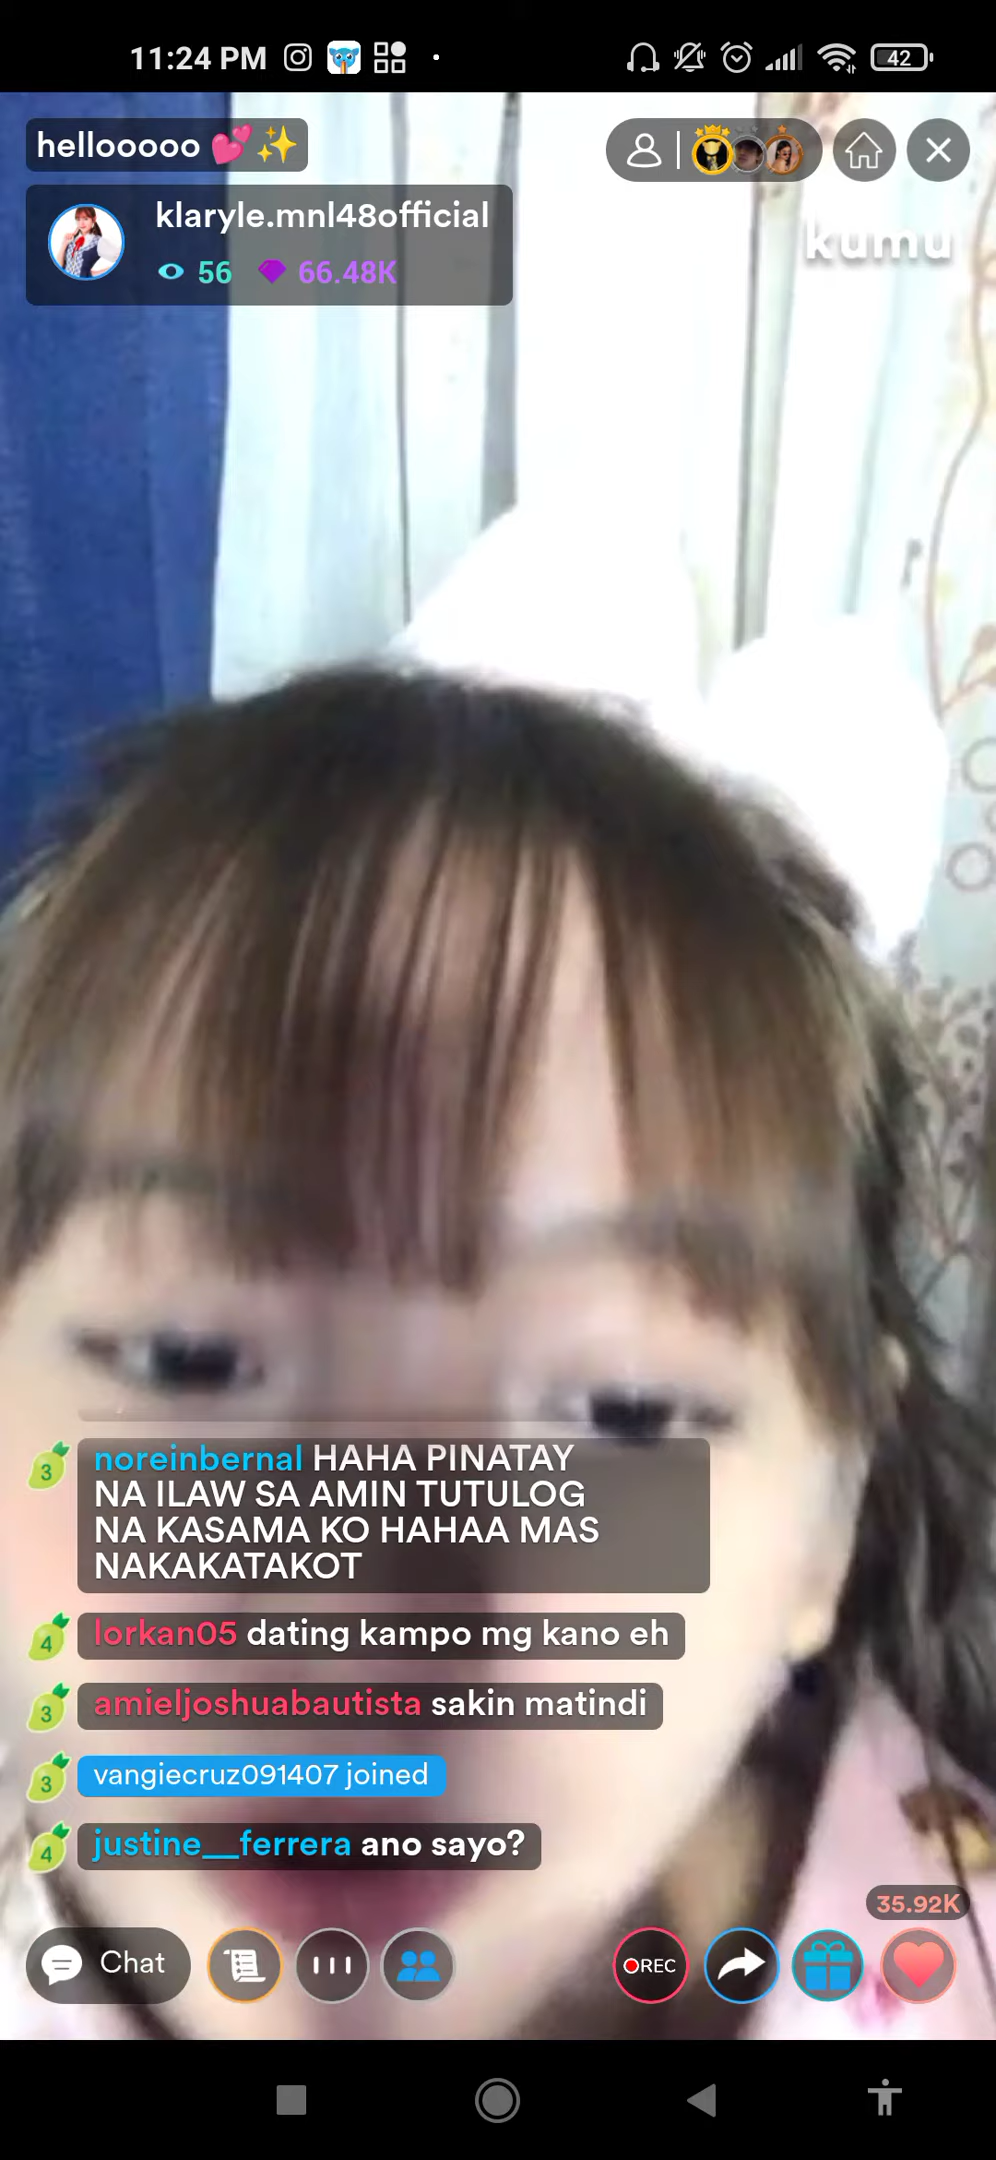 11:24 PM
42
hellooooo 💕✨
klaryle.mnl48official
56 66.48K
kumu
3 noreinbernal HAHA PINATAY
NA ILAW SA AMIN TUTULOG
NA KASAMA KO HAHAA MAS
NAKAKATAKOT
4 lorkan05 dating kampo mg kano eh
3 amieljoshuabautista sakin matindi
3 vangiecruz091407 joined
4 justine__ferrera ano sayo?
35.92K
Chat
REC